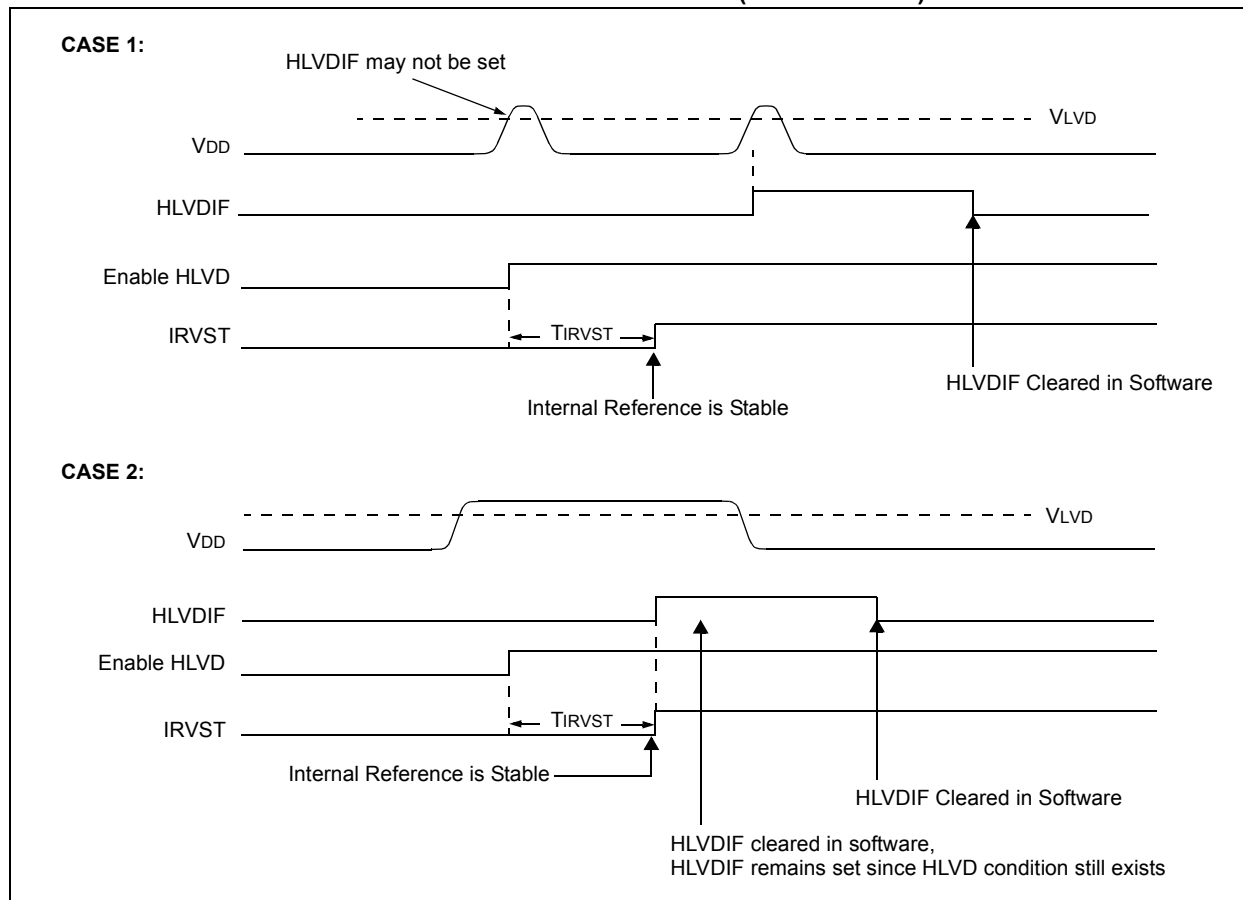 CASE 1:
HLVDIF may not be set
VLVD
VDD
HLVDIF
Enable HLVD
TIRVST
IRVST
HLVDIF Cleared in Software
Internal Reference is Stable
CASE 2:
VLVD
VDD
HLVDIF
Enable HLVD
TIRVST
IRVST
Internal Reference is Stable
HLVDIF Cleared in Software
HLVDIF cleared in software,
HLVDIF remains set since HLVD condition still exists